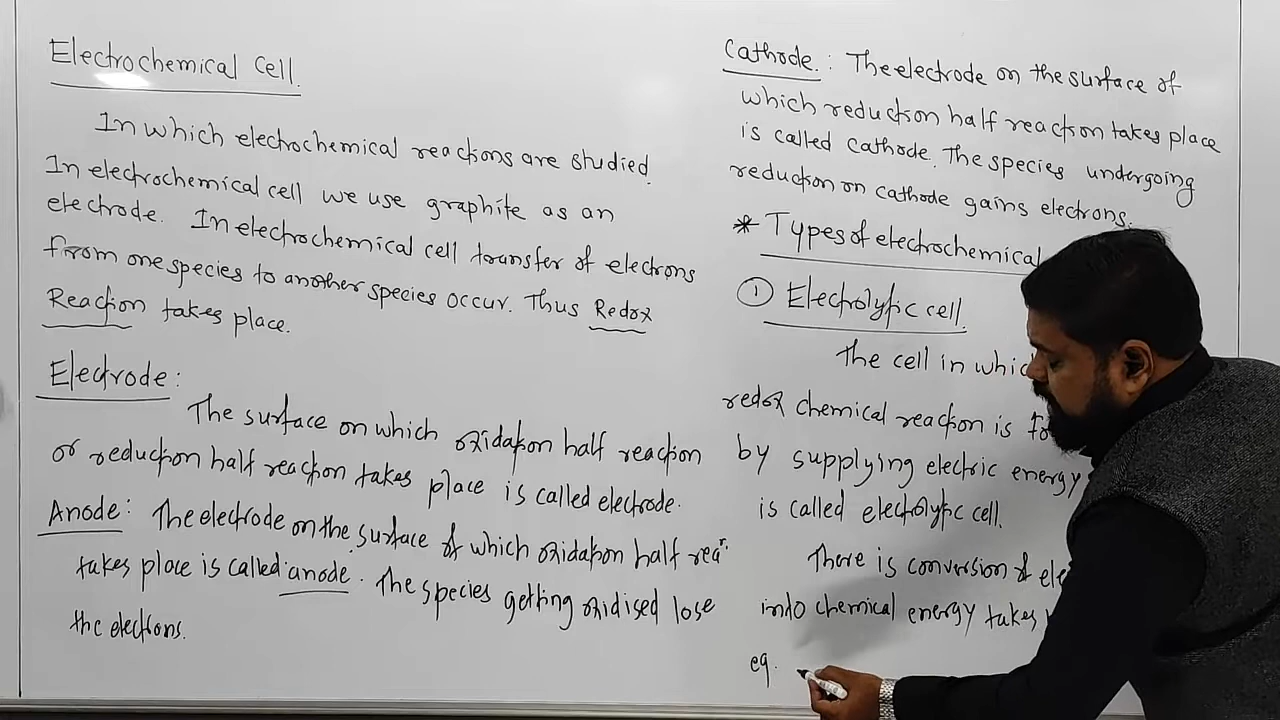 Electrochemical Cell.
In which electrochemical reactions are studied.
In electrochemical cell we use graphite as an
electrode. In electrochemical cell transfer of electrons
from one species to another species occur. Thus Redox
Reaction takes place.
Electrode:
The surface on which oxidation half reaction
or reduction half reaction takes place is called electrode.
Anode: The electrode on the surface of which oxidation half reaⁿ.
takes place is called anode. The species getting oxidised lose
the electrons.
Cathode.: The electrode on the surface of
which reduction half reaction takes place
is called cathode. The species undergoing
reduction on cathode gains electrons.
* Types of electrochemical
① Electrolytic cell.
The cell in which
redox chemical reaction is
by supplying electric energy
is called electrolytic cell.
There is conversion of
into chemical energy takes
eg.